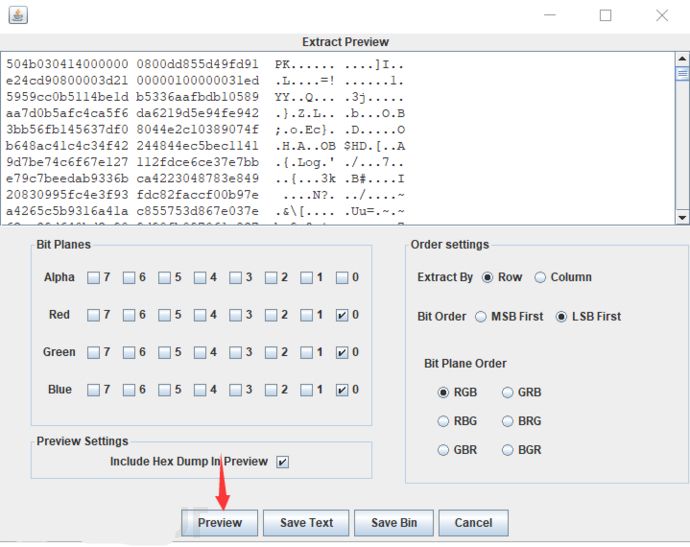 Extract Preview
504b030414000000 0800dd855d49fd91 PK...... ....]I..
e24cd90800003d21 00000100000031ed .L....=! ......1.
5959cc0b5114be1d b5336aafbdb10589 YY..Q... .3j.....
aa7d0b5afc4ca5f6 da6219d5e94fe942 .}.Z.L.. .b...O.B
3bb56fb145637df0 8044e2c10389074f ;.o.Ec}. .D.....O
b648ac41c4c34f42 244844ec5bec1141 .H.A..OB $HD.[..A
9d7be74c6f67e127 112fdce6ce37e7bb .{.Log.' ./...7..
e79c7beedab9336b ca4223048783e849 ..{...3k .B#....I
20830995fc4e3f93 fdc82faccf00b97e ....N?. ../....~
a4265c5b9316a41a c855753d867e037e .&\[.... .Uu=.~.~
Bit Planes
Alpha 7 6 5 4 3 2 1 0
Red 7 6 5 4 3 2 1 0
Green 7 6 5 4 3 2 1 0
Blue 7 6 5 4 3 2 1 0
Preview Settings
Include Hex Dump In Preview
Order settings
Extract By Row Column
Bit Order MSB First LSB First
Bit Plane Order
RGB GRB
RBG BRG
GBR BGR
Preview Save Text Save Bin Cancel